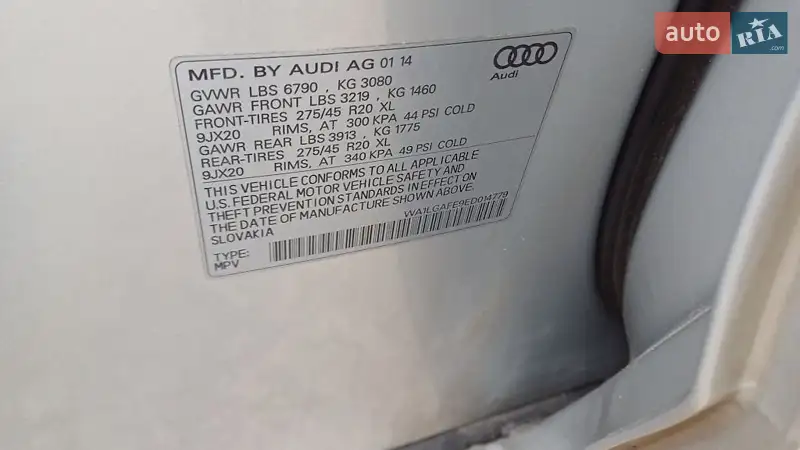 auto RIA
.com
MFD. BY AUDI AG 01 14
Audi
GVWR LBS 6790 , KG 3080
GAWR FRONT LBS 3219 , KG 1460
FRONT-TIRES 275/45 R20 XL
9JX20 RIMS, AT 300 KPA 44 PSI COLD
GAWR REAR LBS 3913 , KG 1775
REAR-TIRES 275/45 R20 XL
9JX20 RIMS, AT 340 KPA 49 PSI COLD
THIS VEHICLE CONFORMS TO ALL APPLICABLE
U.S. FEDERAL MOTOR VEHICLE SAFETY AND
THEFT PREVENTION STANDARDS IN EFFECT ON
THE DATE OF MANUFACTURE SHOWN ABOVE.
SLOVAKIA WA1LGAFE9ED014779
TYPE:
MPV